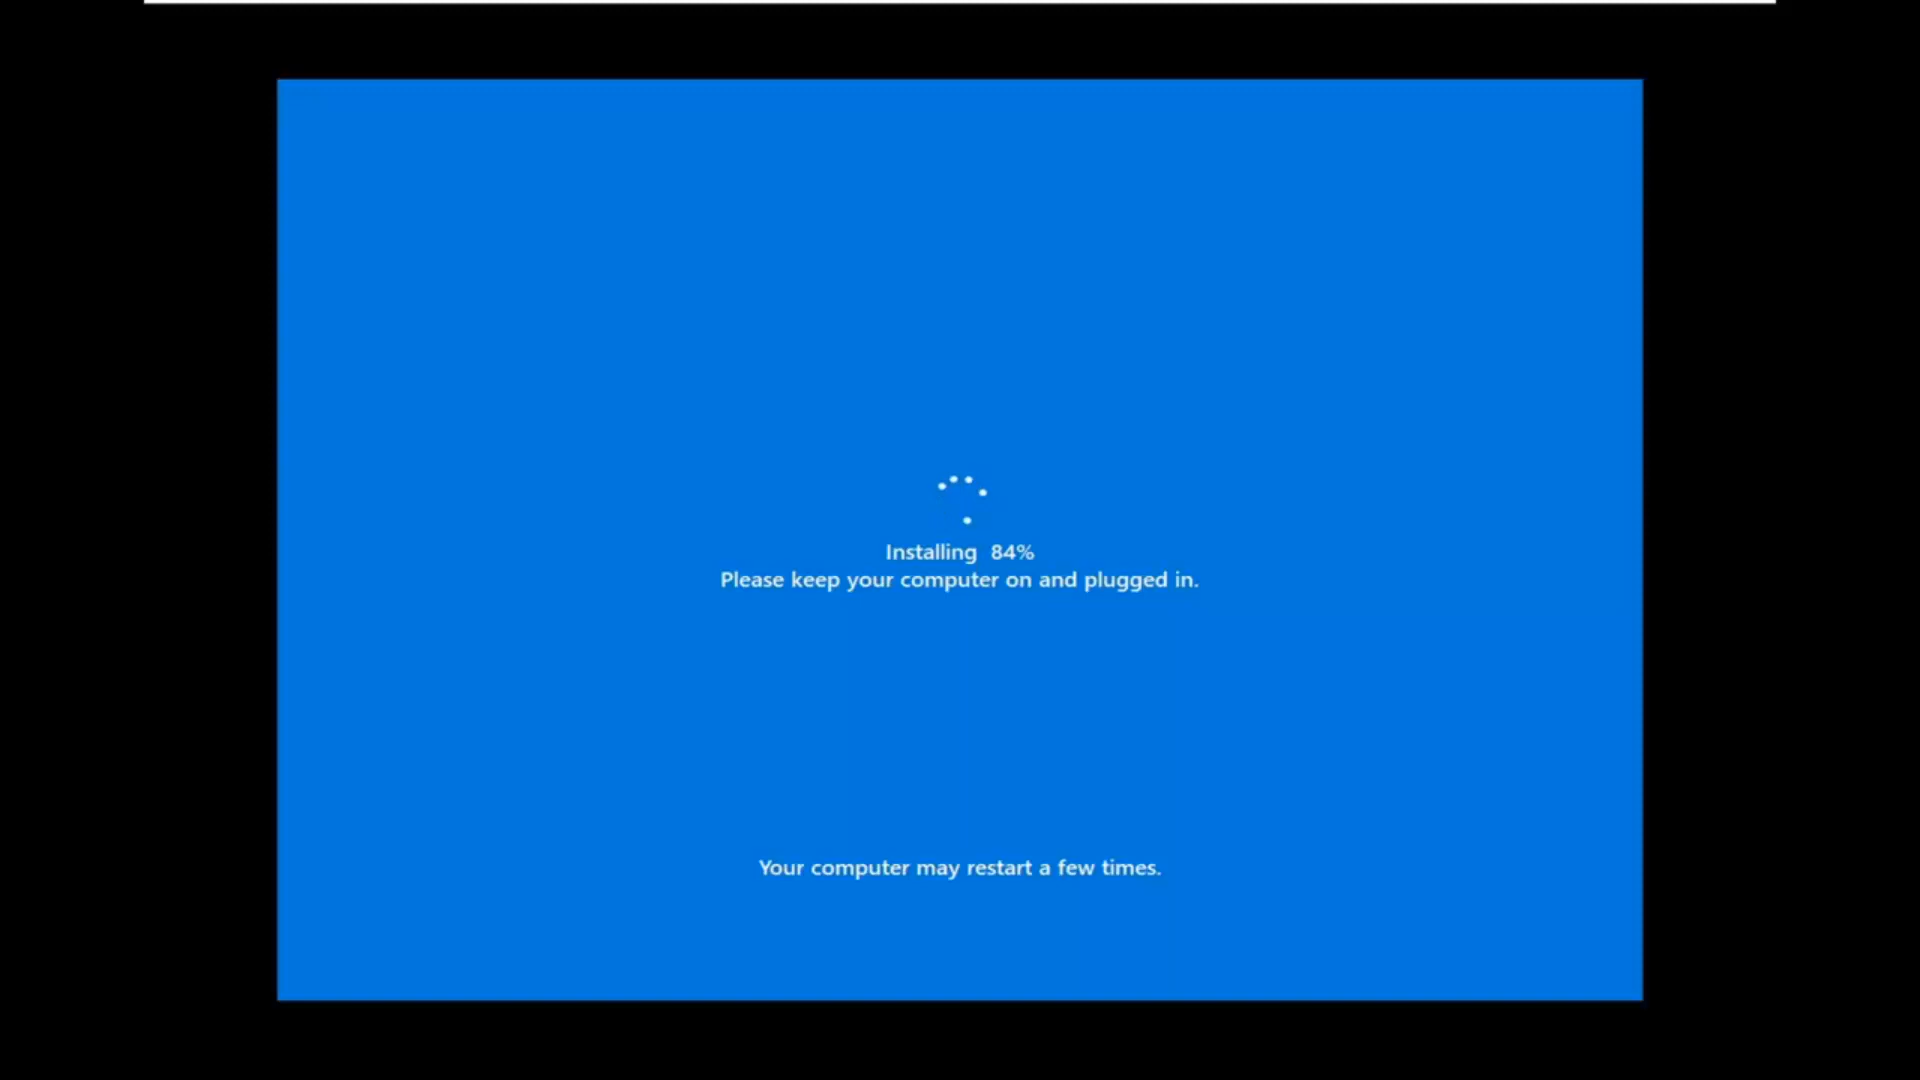 Installing 84%
Please keep your computer on and plugged in.
Your computer may restart a few times.